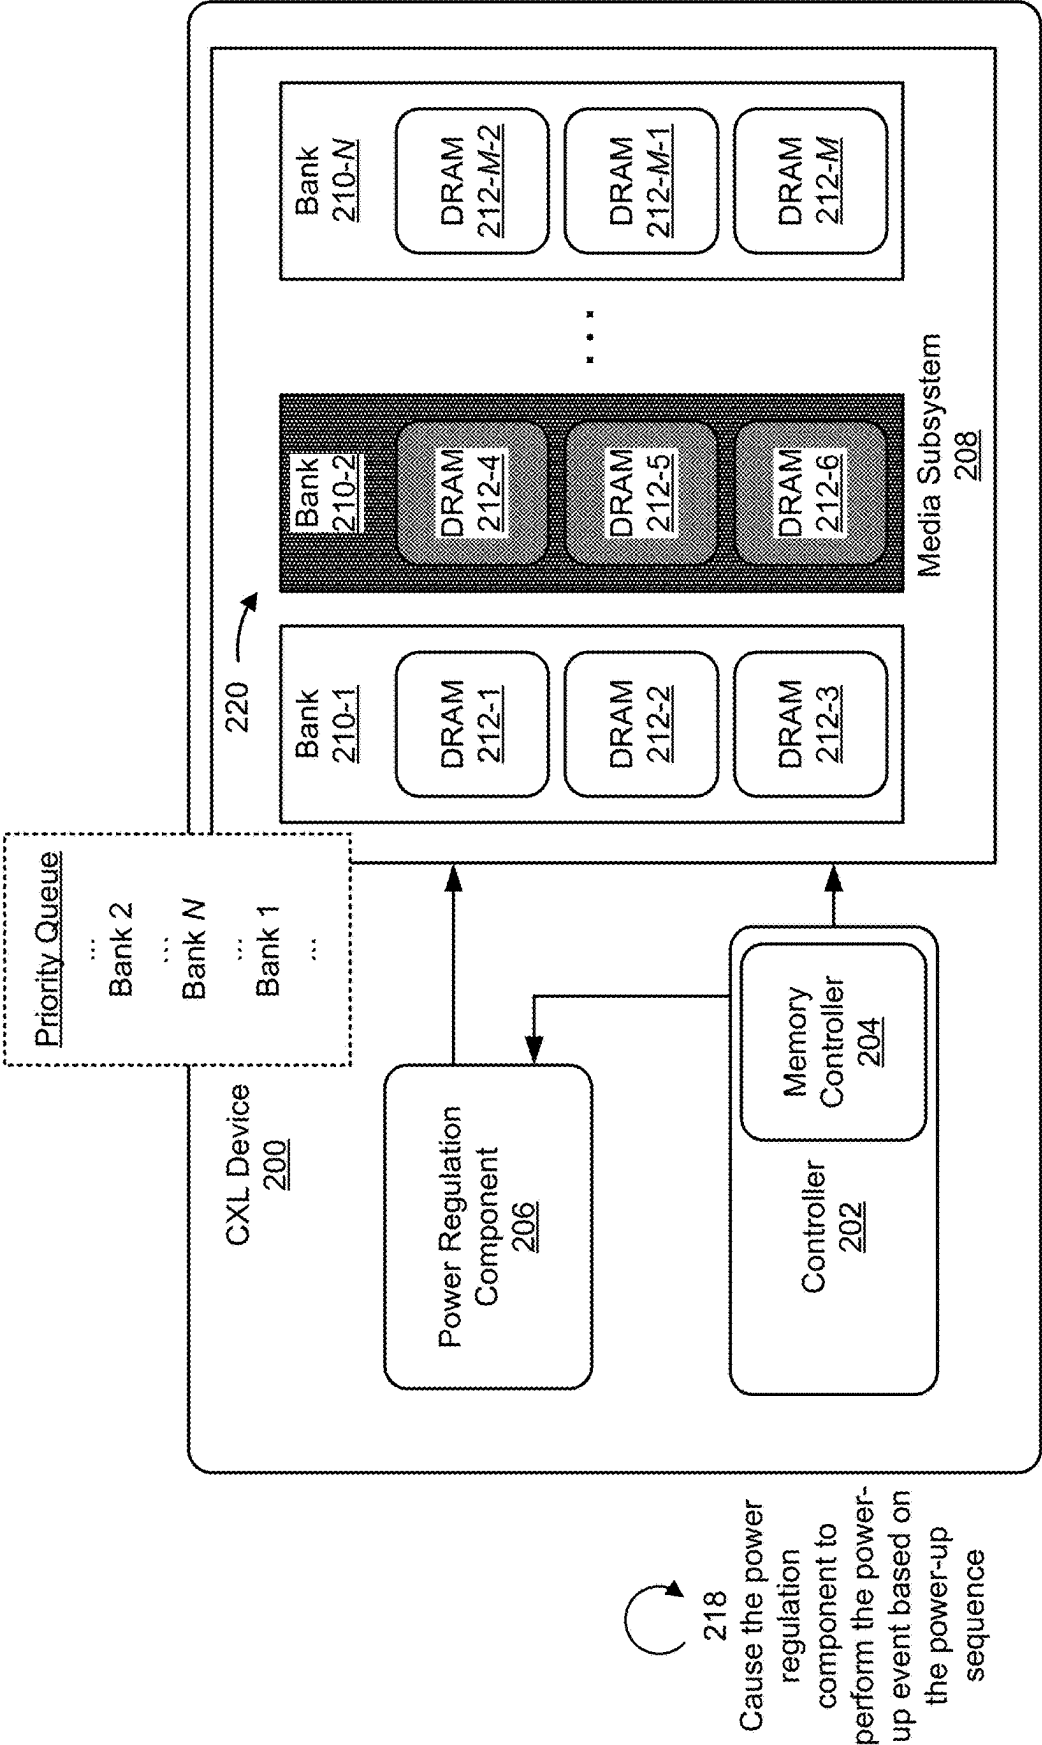 Priority Queue
...
Bank 2
...
Bank N
...
Bank 1
...
CXL Device
200
Power Regulation
Component
206
Controller
202
Memory
Controller
204
220
Bank
210-1
DRAM
212-1
DRAM
212-2
DRAM
212-3
Bank
210-2
DRAM
212-4
DRAM
212-5
DRAM
212-6
...
Bank
210-N
DRAM
212-M-2
DRAM
212-M-1
DRAM
212-M
Media Subsystem
208
218
Cause the power
regulation
component to
perform the power-
up event based on
the power-up
sequence